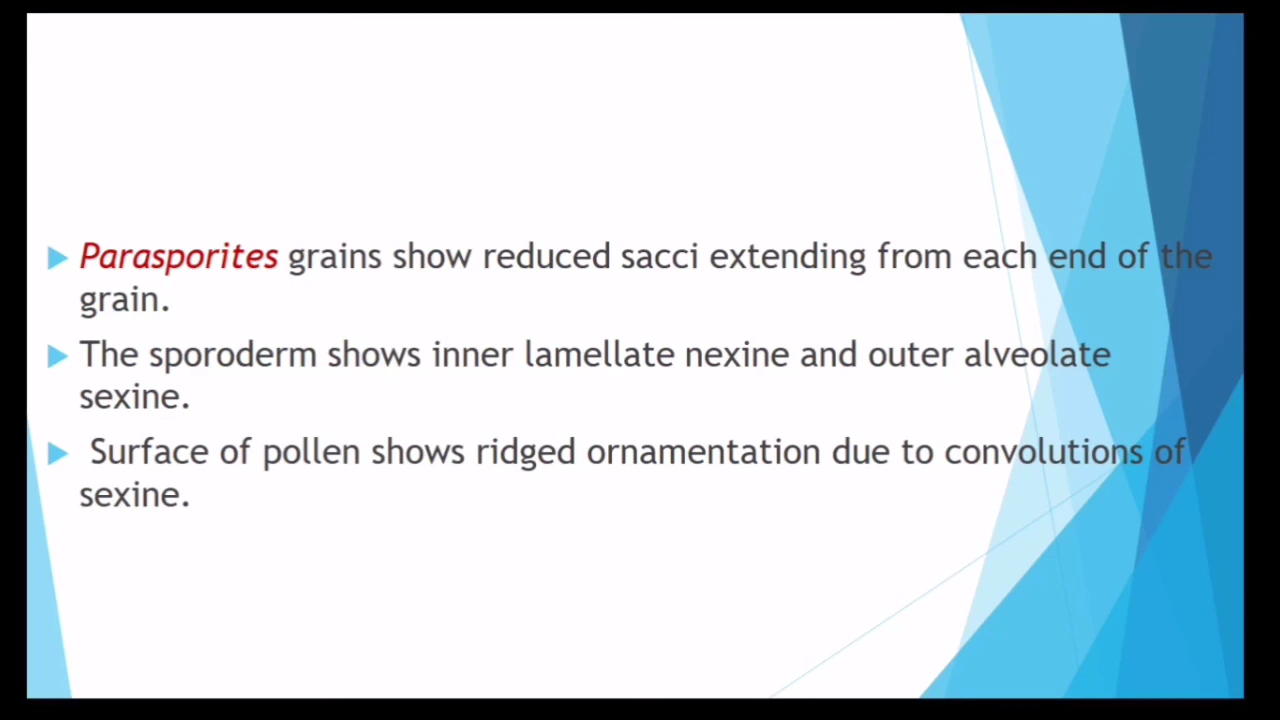 Parasporites grains show reduced sacci extending from each end of the
grain.
The sporoderm shows inner lamellate nexine and outer alveolate
sexine.
Surface of pollen shows ridged ornamentation due to convolutions of
sexine.